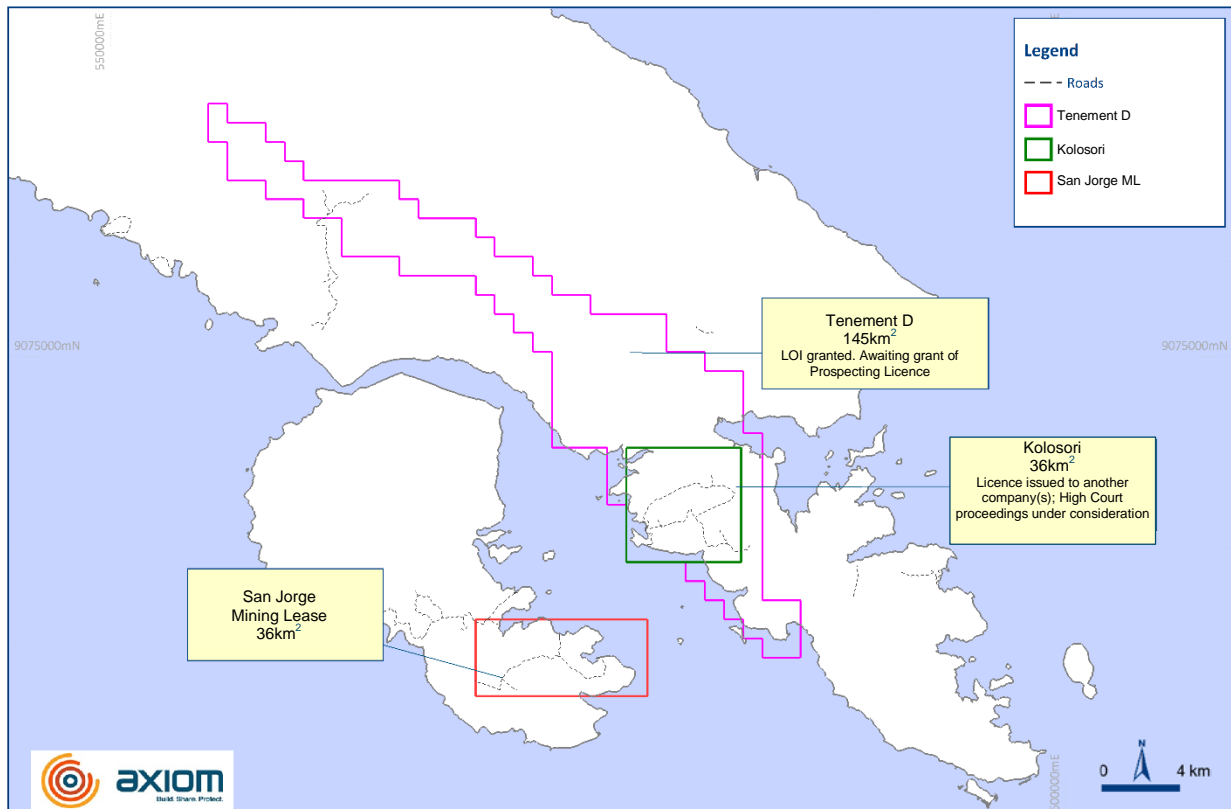 550000mE
Legend
Roads
Tenement D
Kolosori
San Jorge ML
9075000mN
9075000mN
Tenement D
145km²
LOI granted. Awaiting grant of
Prospecting Licence
Kolosori
36km²
Licence issued to another
company(s); High Court
proceedings under consideration
San Jorge
Mining Lease
36km²
axiom
Build. Share. Protect.
N
0 4 km